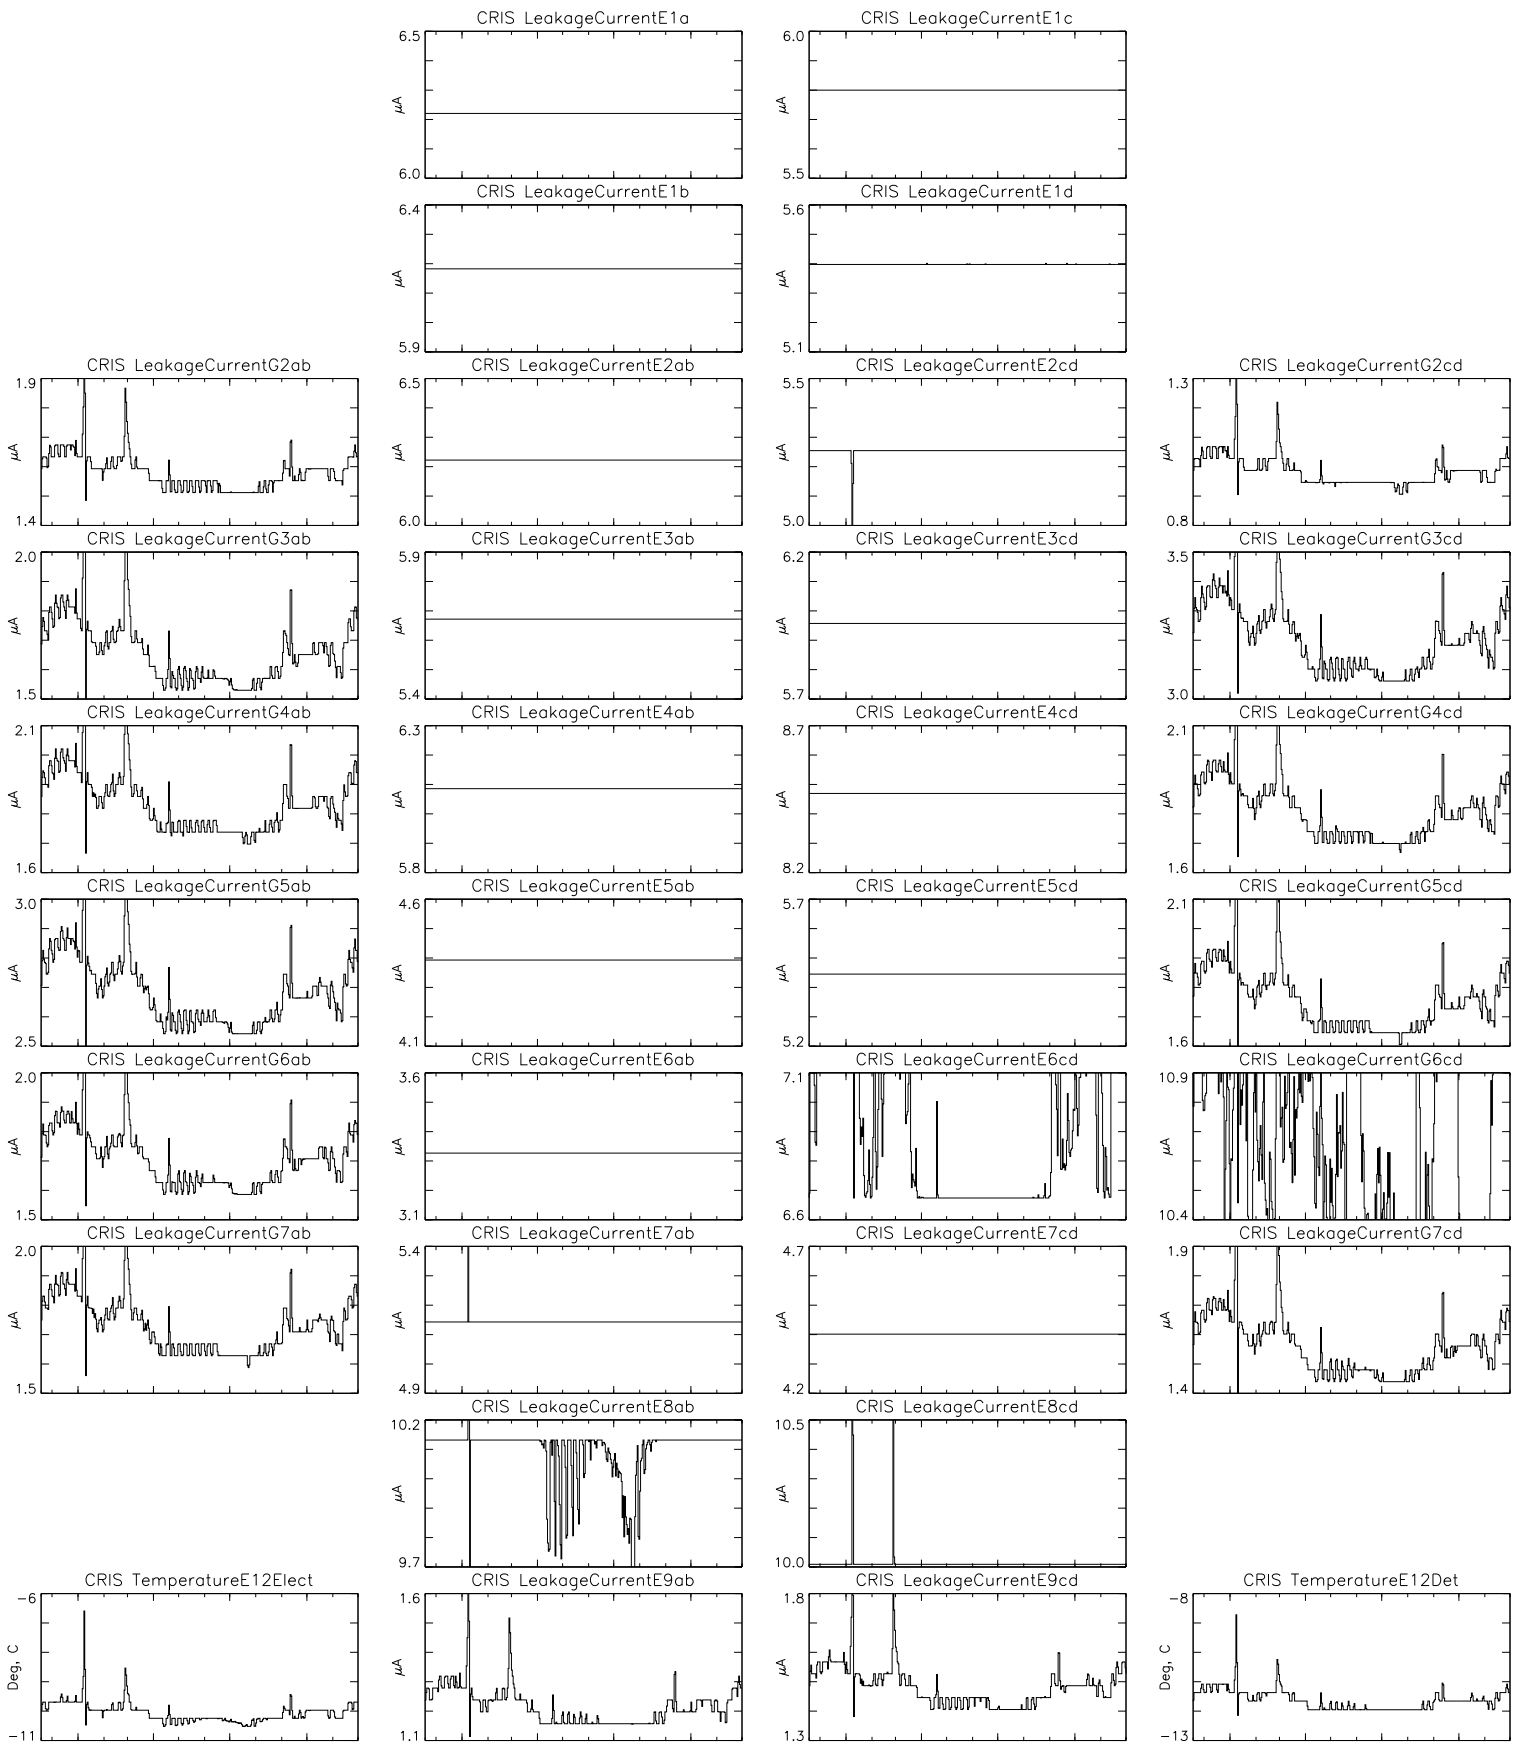 CRIS LeakageCurrentE1a CRIS LeakageCurrentE1c
6.5 6.0
μA μA
6.0 5.5
CRIS LeakageCurrentE1b CRIS LeakageCurrentE1d
6.4 5.6
μA μA
5.9 5.1
CRIS LeakageCurrentG2ab CRIS LeakageCurrentE2ab CRIS LeakageCurrentE2cd CRIS LeakageCurrentG2cd
1.9 6.5 5.5 1.3
μA μA μA μA
1.4 6.0 5.0 0.8
CRIS LeakageCurrentG3ab CRIS LeakageCurrentE3ab CRIS LeakageCurrentE3cd CRIS LeakageCurrentG3cd
2.0 5.9 6.2 3.5
μA μA μA μA
1.5 5.4 5.7 3.0
CRIS LeakageCurrentG4ab CRIS LeakageCurrentE4ab CRIS LeakageCurrentE4cd CRIS LeakageCurrentG4cd
2.1 6.3 8.7 2.1
μA μA μA μA
1.6 5.8 8.2 1.6
CRIS LeakageCurrentG5ab CRIS LeakageCurrentE5ab CRIS LeakageCurrentE5cd CRIS LeakageCurrentG5cd
3.0 4.6 5.7 2.1
μA μA μA μA
2.5 4.1 5.2 1.6
CRIS LeakageCurrentG6ab CRIS LeakageCurrentE6ab CRIS LeakageCurrentE6cd CRIS LeakageCurrentG6cd
2.0 3.6 7.1 10.9
μA μA μA μA
1.5 3.1 6.6 10.4
CRIS LeakageCurrentG7ab CRIS LeakageCurrentE7ab CRIS LeakageCurrentE7cd CRIS LeakageCurrentG7cd
2.0 5.4 4.7 1.9
μA μA μA μA
1.5 4.9 4.2 1.4
CRIS LeakageCurrentE8ab CRIS LeakageCurrentE8cd
10.2 10.5
μA μA
9.7 10.0
CRIS TemperatureE12Elect CRIS LeakageCurrentE9ab CRIS LeakageCurrentE9cd CRIS TemperatureE12Det
-6 1.6 1.8 -8
Deg, C μA μA Deg, C
-11 1.1 1.3 -13